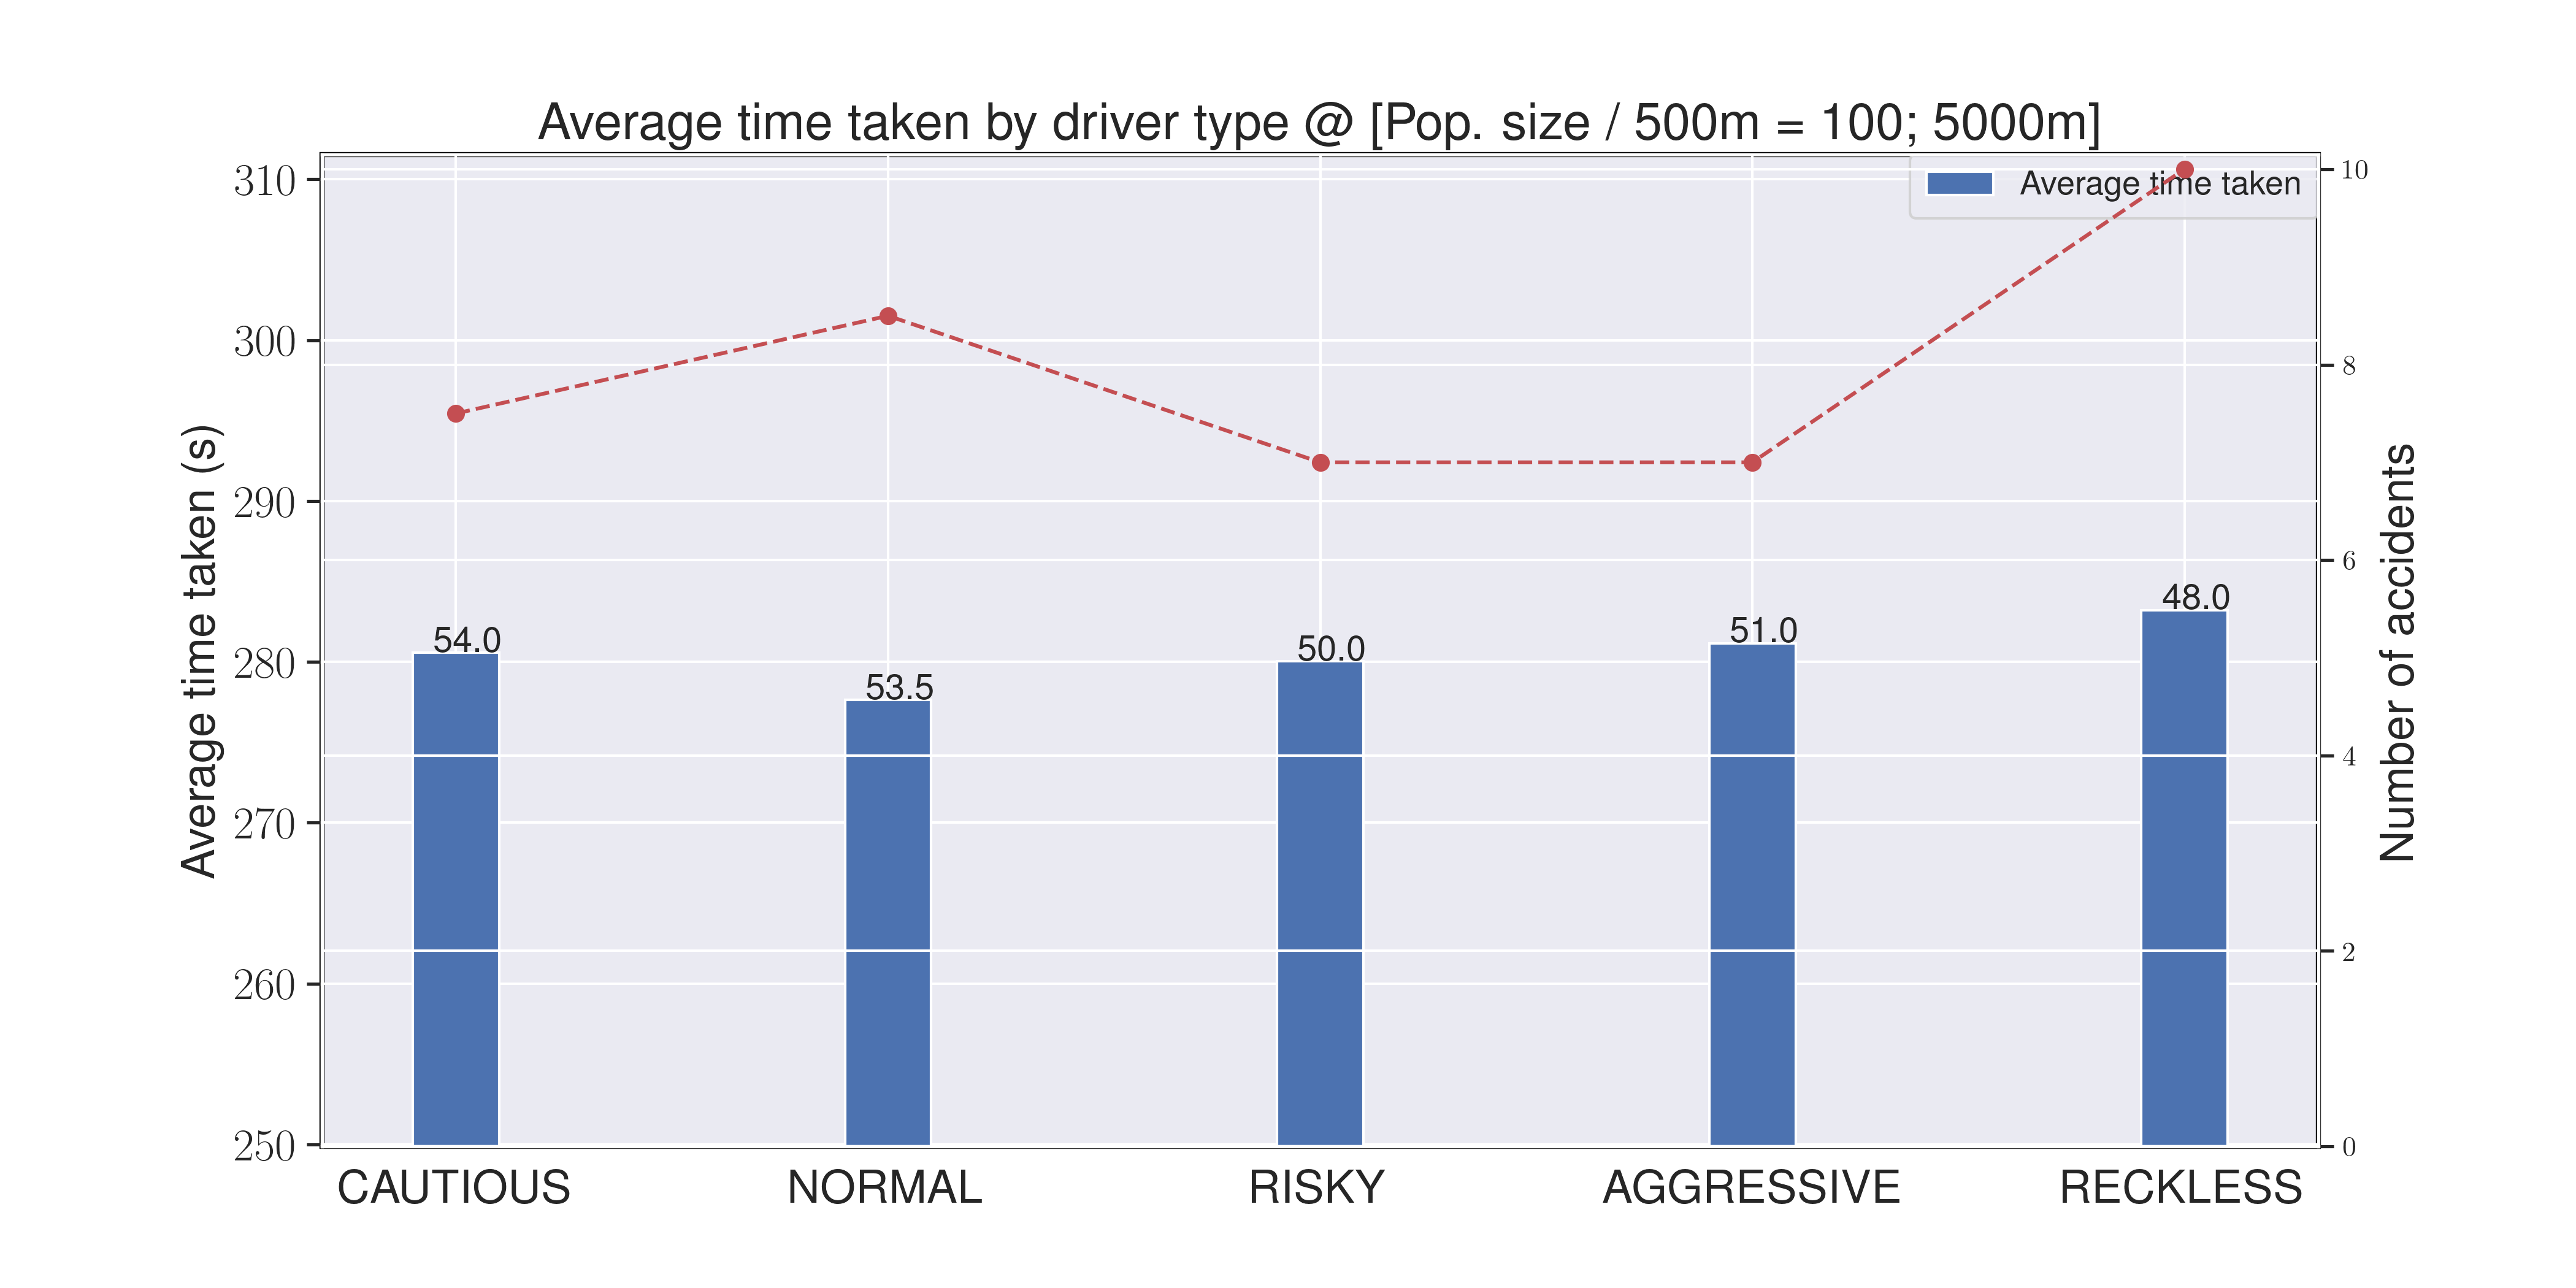 Average time taken by driver type @ [Pop. size / 500m = 100; 5000m]
Average time taken
Average time taken (s)
310
300
290
280
270
260
250
10
8
6
4
2
0
Number of accidents
54.0
53.5
50.0
51.0
48.0
CAUTIOUS
NORMAL
RISKY
AGGRESSIVE
RECKLESS